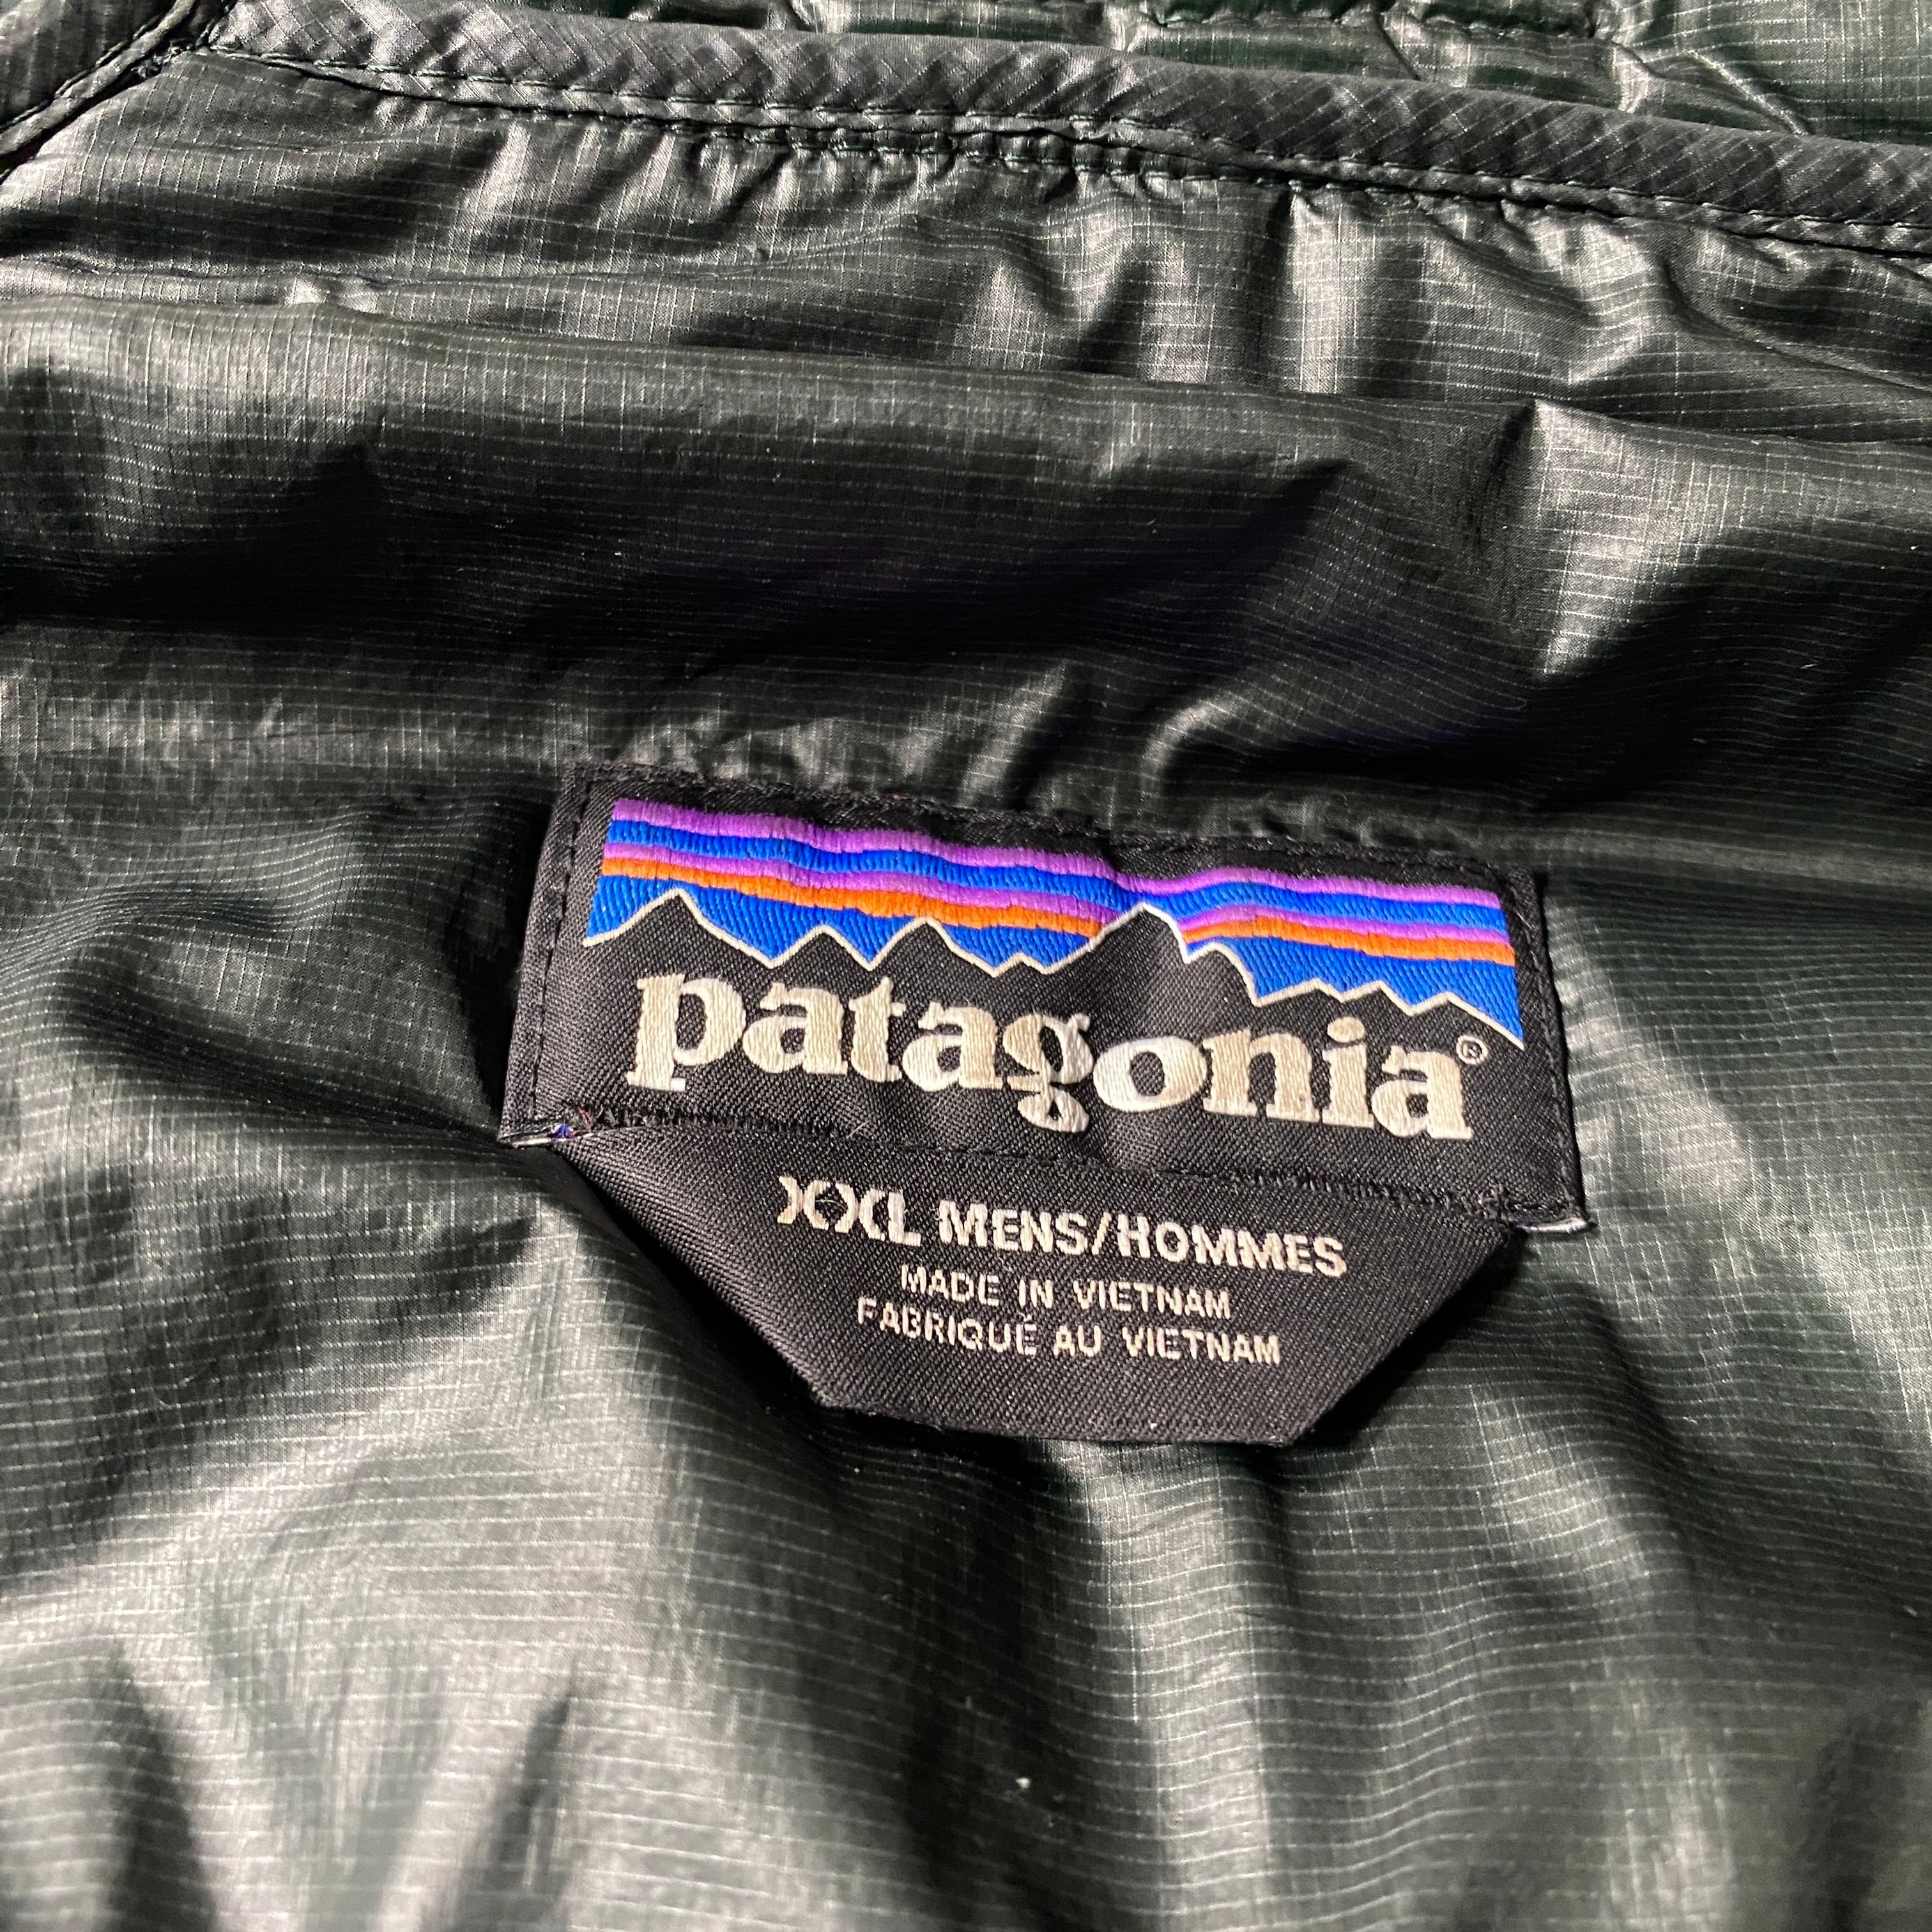 patagonia®
XXL MENS/HOMMES
MADE IN VIETNAM
FABRIQUÉ AU VIETNAM